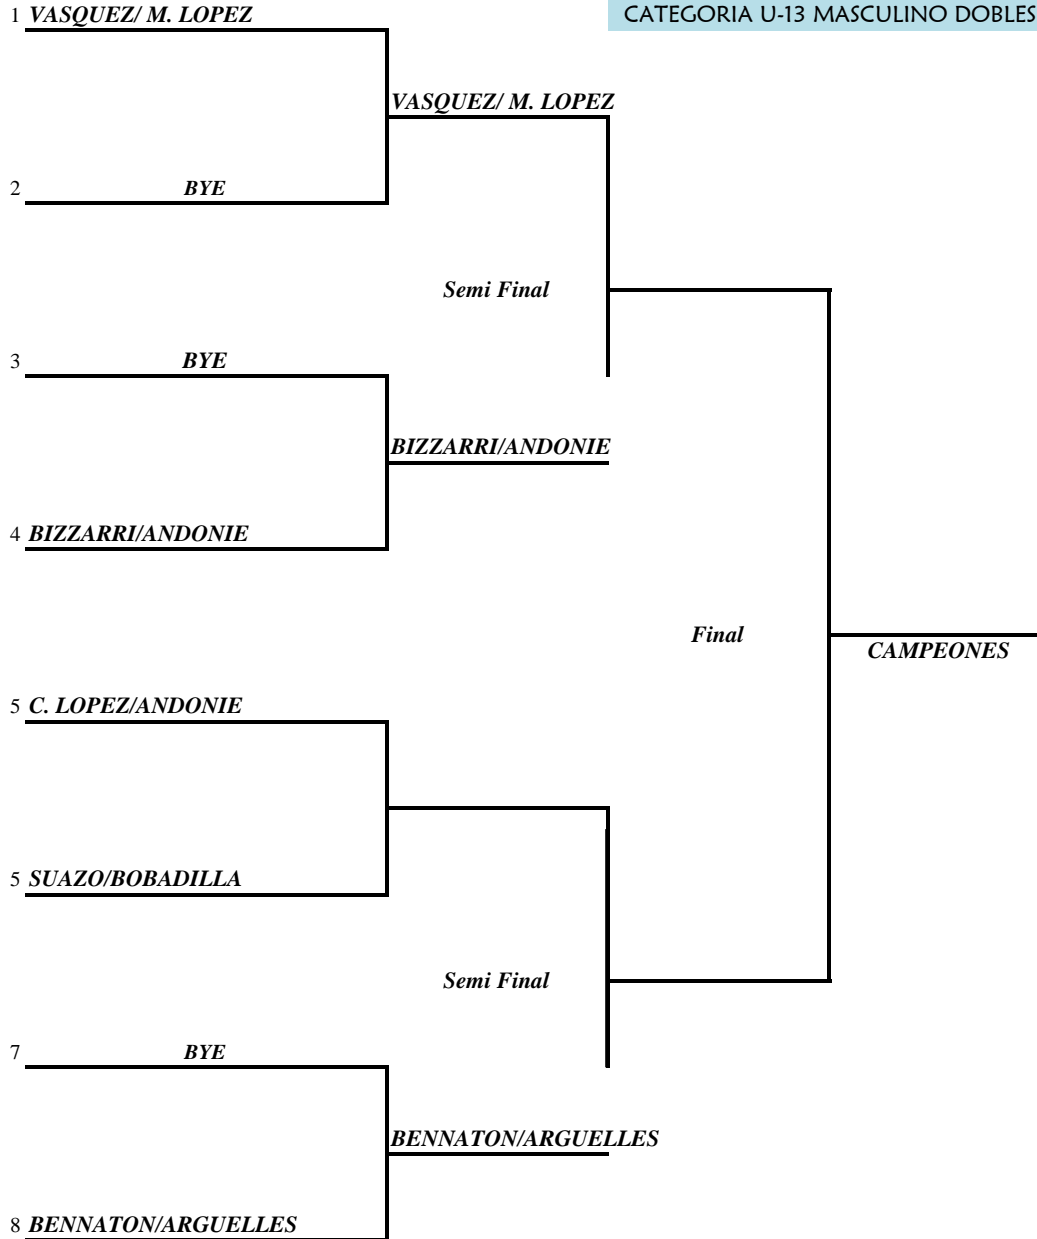 CATEGORIA U-13 MASCULINO DOBLES
1 VASQUEZ/ M. LOPEZ
VASQUEZ/ M. LOPEZ
2 BYE
Semi Final
3 BYE
BIZZARRI/ANDONIE
4 BIZZARRI/ANDONIE
Final
CAMPEONES
5 C. LOPEZ/ANDONIE
5 SUAZO/BOBADILLA
Semi Final
7 BYE
BENNATON/ARGUELLES
8 BENNATON/ARGUELLES